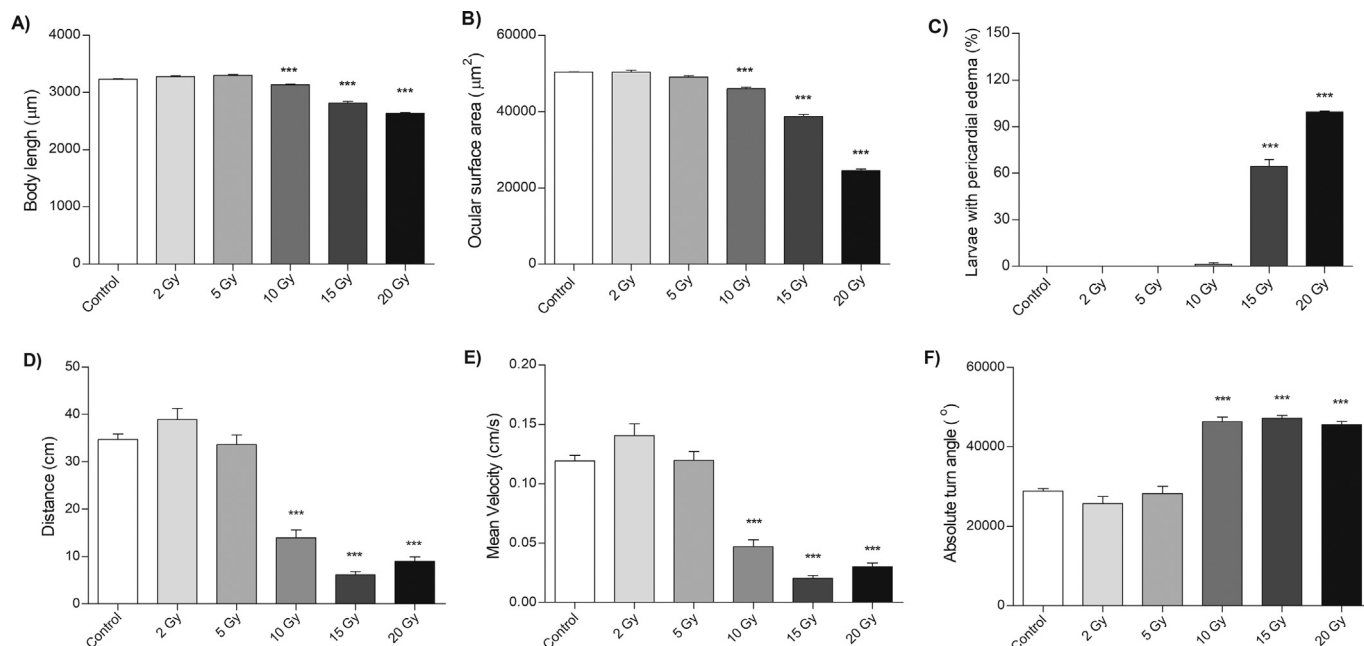 A)
Body lengh (μm)
4000
3000
2000
1000
0
***
***
***
Control
2 Gy
5 Gy
10 Gy
15 Gy
20 Gy
B)
Ocular surface area (μm²)
60000
40000
20000
0
***
***
***
Control
2 Gy
5 Gy
10 Gy
15 Gy
20 Gy
C)
Larvae with pericardial edema (%)
150
120
90
60
30
0
***
***
Control
2 Gy
5 Gy
10 Gy
15 Gy
20 Gy
D)
Distance (cm)
50
40
30
20
10
0
***
***
***
Control
2 Gy
5 Gy
10 Gy
15 Gy
20 Gy
E)
Mean Velocity (cm/s)
0.20
0.15
0.10
0.05
0.00
***
***
***
Control
2 Gy
5 Gy
10 Gy
15 Gy
20 Gy
F)
Absolute turn angle (°)
60000
40000
20000
0
***
***
***
Control
2 Gy
5 Gy
10 Gy
15 Gy
20 Gy